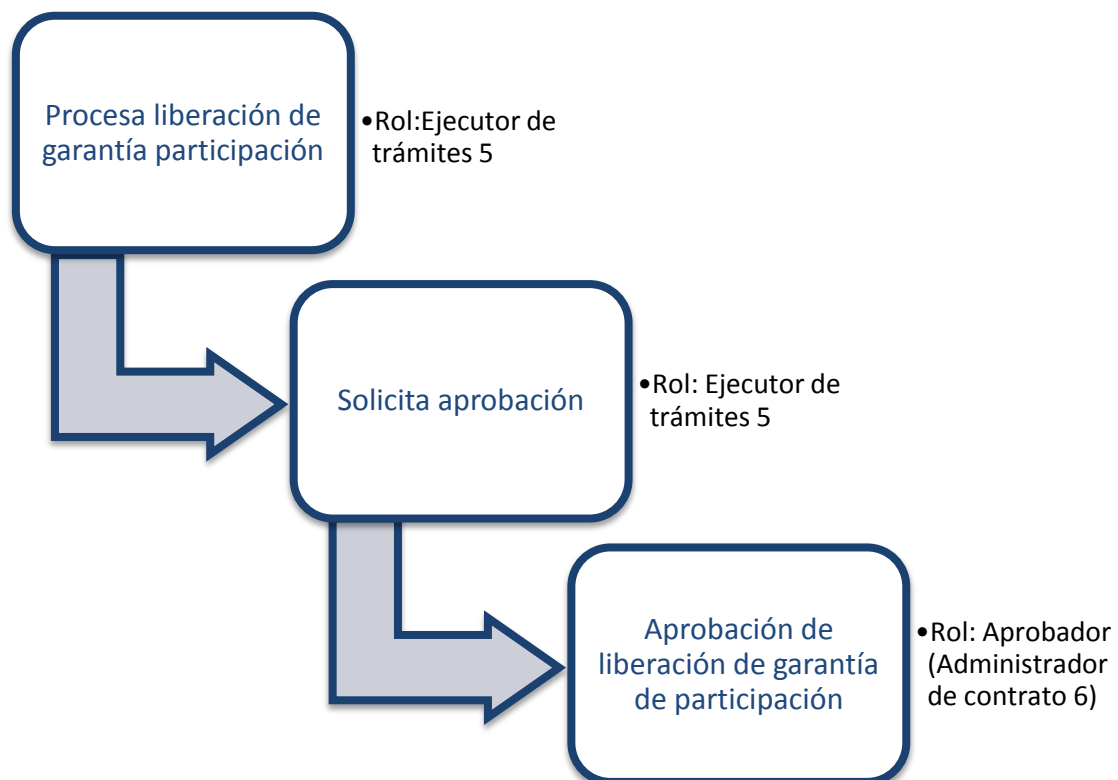 Procesa liberación de
garantía participación
•Rol:Ejecutor de
trámites 5
Solicita aprobación
•Rol: Ejecutor de
trámites 5
Aprobación de
liberación de garantía
de participación
•Rol: Aprobador
(Administrador
de contrato 6)